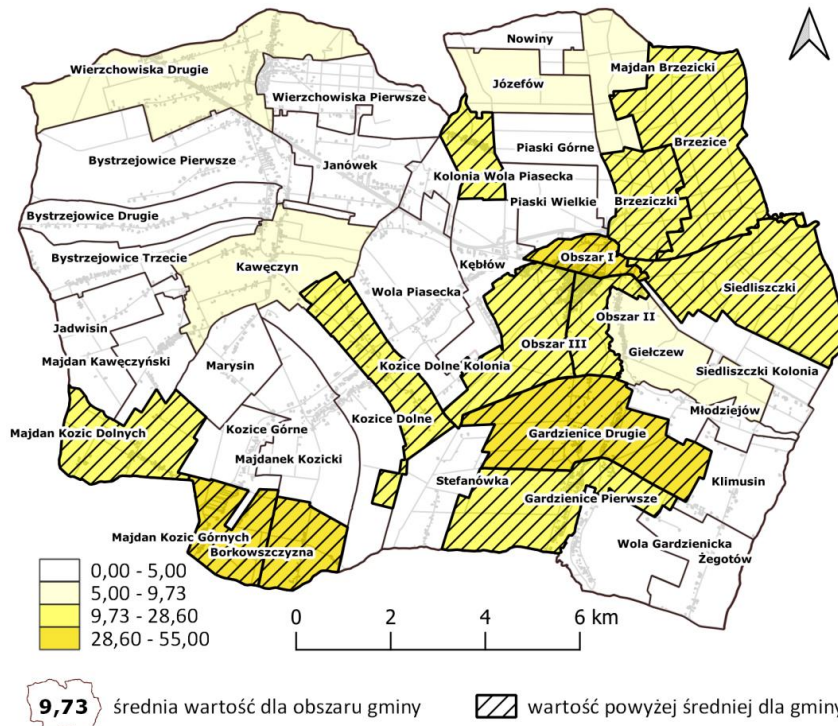 Nowiny
Wierzchowiska Drugie
Majdan Brzezicki
Józefów
Wierzchowiska Pierwsze
Brzezice
Piaski Górne
Bystrzejowice Pierwsze
Janówek
Kolonia Wola Piasecka
Brzeziczki
Piaski Wielkie
Bystrzejowice Drugie
Bystrzejowice Trzecie
Kawęczyn
Kębłów
Obszar I
Siedliszczki
Wola Piasecka
Obszar II
Jadwisin
Obszar III
Giełczew
Majdan Kawęczyński
Marysin
Kozice Dolne Kolonia
Siedliszczki Kolonia
Młodziejów
Kozice Dolne
Majdan Kozic Dolnych
Kozice Górne
Gardzienice Drugie
Majdanek Kozicki
Stefanówka
Klimusin
Gardzienice Pierwsze
Majdan Kozic Górnych
Borkowszczyzna
Wola Gardzienicka
Żegotów
0,00 - 5,00
5,00 - 9,73
9,73 - 28,60
28,60 - 55,00
0 2 4 6 km
9,73 średnia wartość dla obszaru gminy
wartość powyżej średniej dla gminy